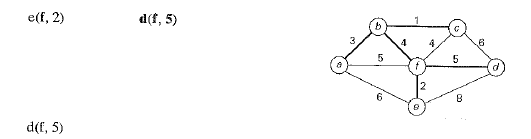 e(f, 2) d(f, 5)
1
b c
3 4 4 6
5 5
a f d
2
6 8
e
d(f, 5)